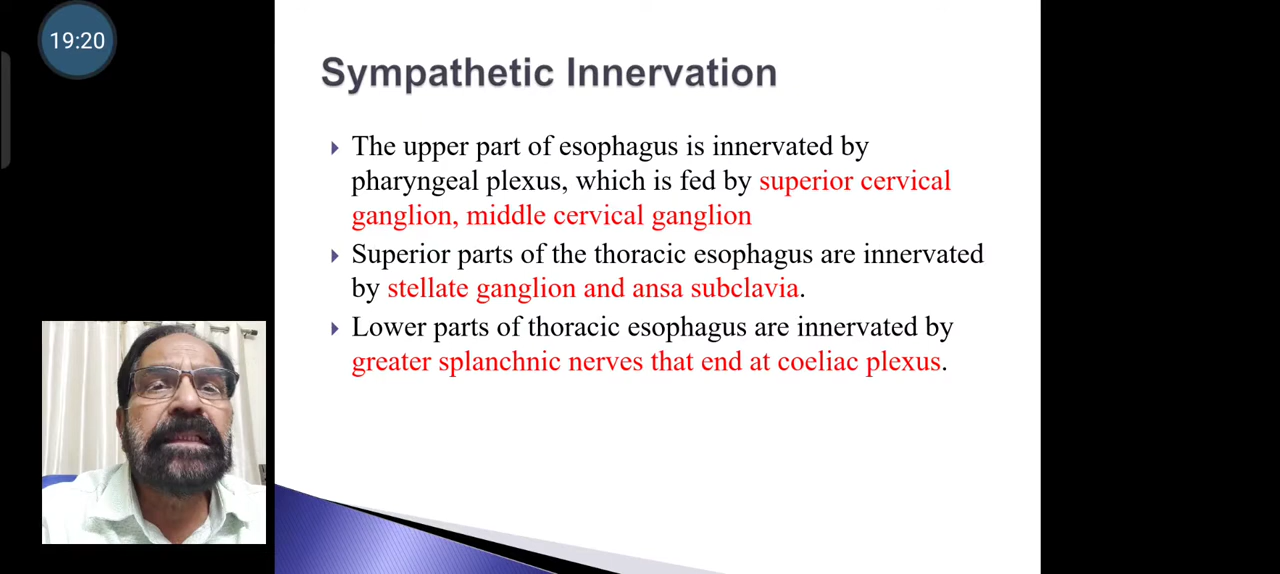 19:20
Sympathetic Innervation
The upper part of esophagus is innervated by
pharyngeal plexus, which is fed by superior cervical
ganglion, middle cervical ganglion
Superior parts of the thoracic esophagus are innervated
by stellate ganglion and ansa subclavia.
Lower parts of thoracic esophagus are innervated by
greater splanchnic nerves that end at coeliac plexus.